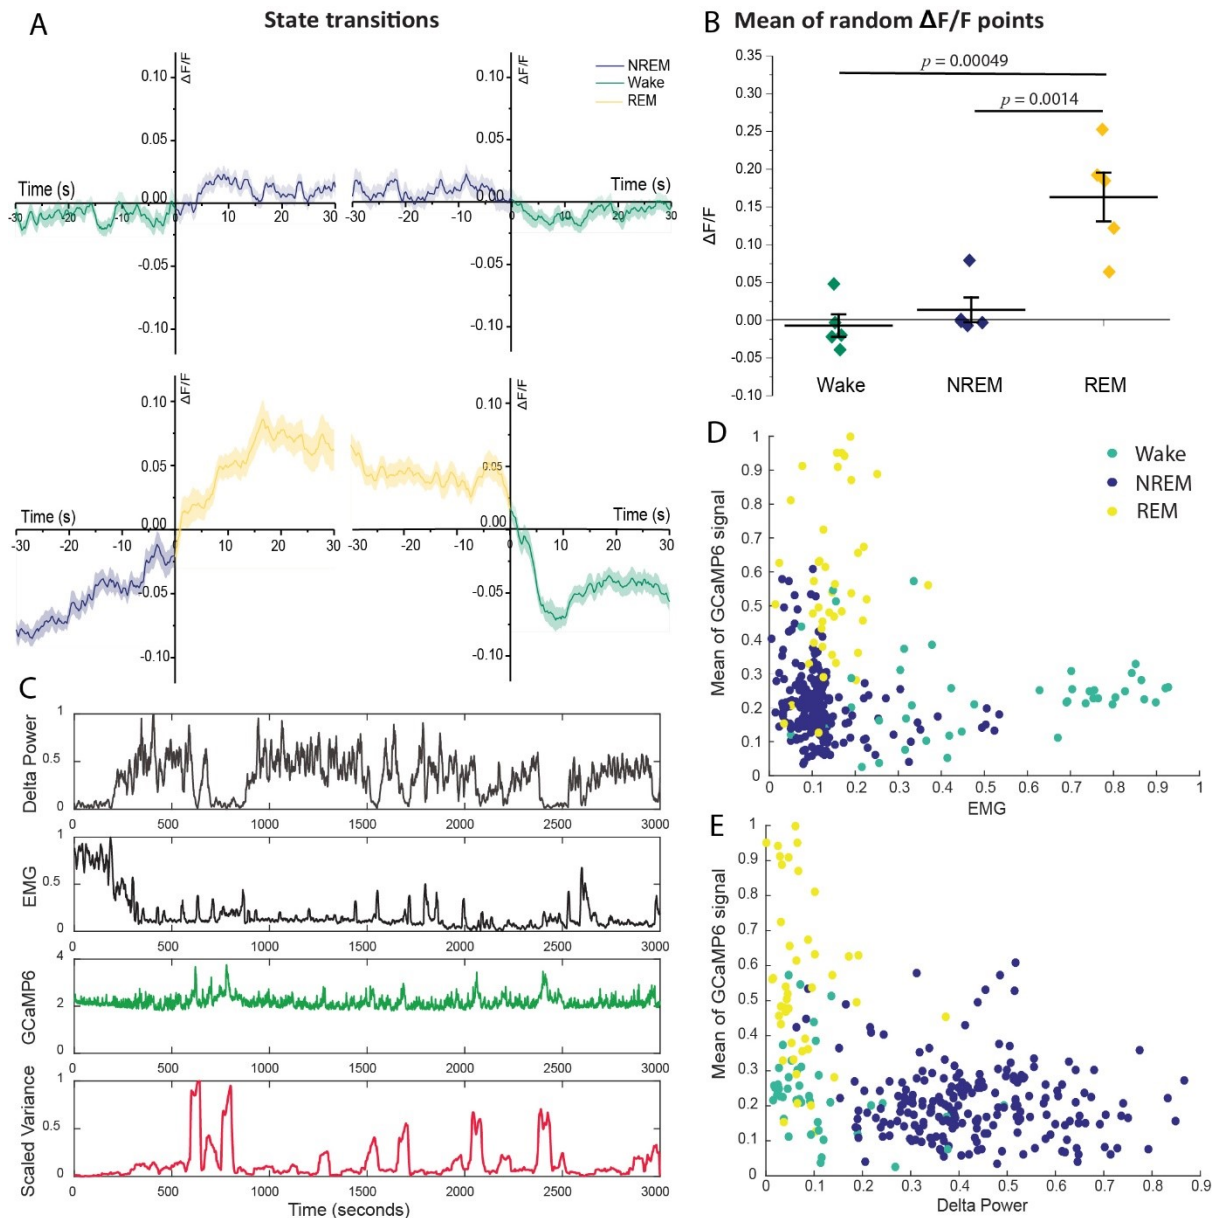 A
State transitions
ΔF/F
0.10
0.05
0.00
-0.05
-0.10
Time (s)
-30 -20 -10 0 10 20 30
ΔF/F
NREM
Wake
REM
0.10
0.05
0.00
-0.05
-0.10
Time (s)
-30 -20 -10 0 10 20 30
ΔF/F
0.10
0.05
0.00
-0.05
-0.10
Time (s)
-30 -20 -10 0 10 20 30
ΔF/F
0.10
0.05
0.00
-0.05
-0.10
Time (s)
-30 -20 -10 0 10 20 30
B Mean of random ΔF/F points
p = 0.00049
p = 0.0014
ΔF/F
0.35
0.30
0.25
0.20
0.15
0.10
0.05
0.00
-0.05
-0.10
Wake NREM REM
C
Delta Power
1
0.5
0
0 500 1000 1500 2000 2500 3000
EMG
1
0.5
0
0 500 1000 1500 2000 2500 3000
GCaMP6
4
2
0
0 500 1000 1500 2000 2500 3000
Scaled Variance
1
0.5
0
0 500 1000 1500 2000 2500 3000
Time (seconds)
D
Wake
NREM
REM
Mean of GCaMP6 signal
1
0.9
0.8
0.7
0.6
0.5
0.4
0.3
0.2
0.1
0
0 0.1 0.2 0.3 0.4 0.5 0.6 0.7 0.8 0.9 1
EMG
E
Mean of GCaMP6 signal
1
0.9
0.8
0.7
0.6
0.5
0.4
0.3
0.2
0.1
0
0 0.1 0.2 0.3 0.4 0.5 0.6 0.7 0.8 0.9
Delta Power